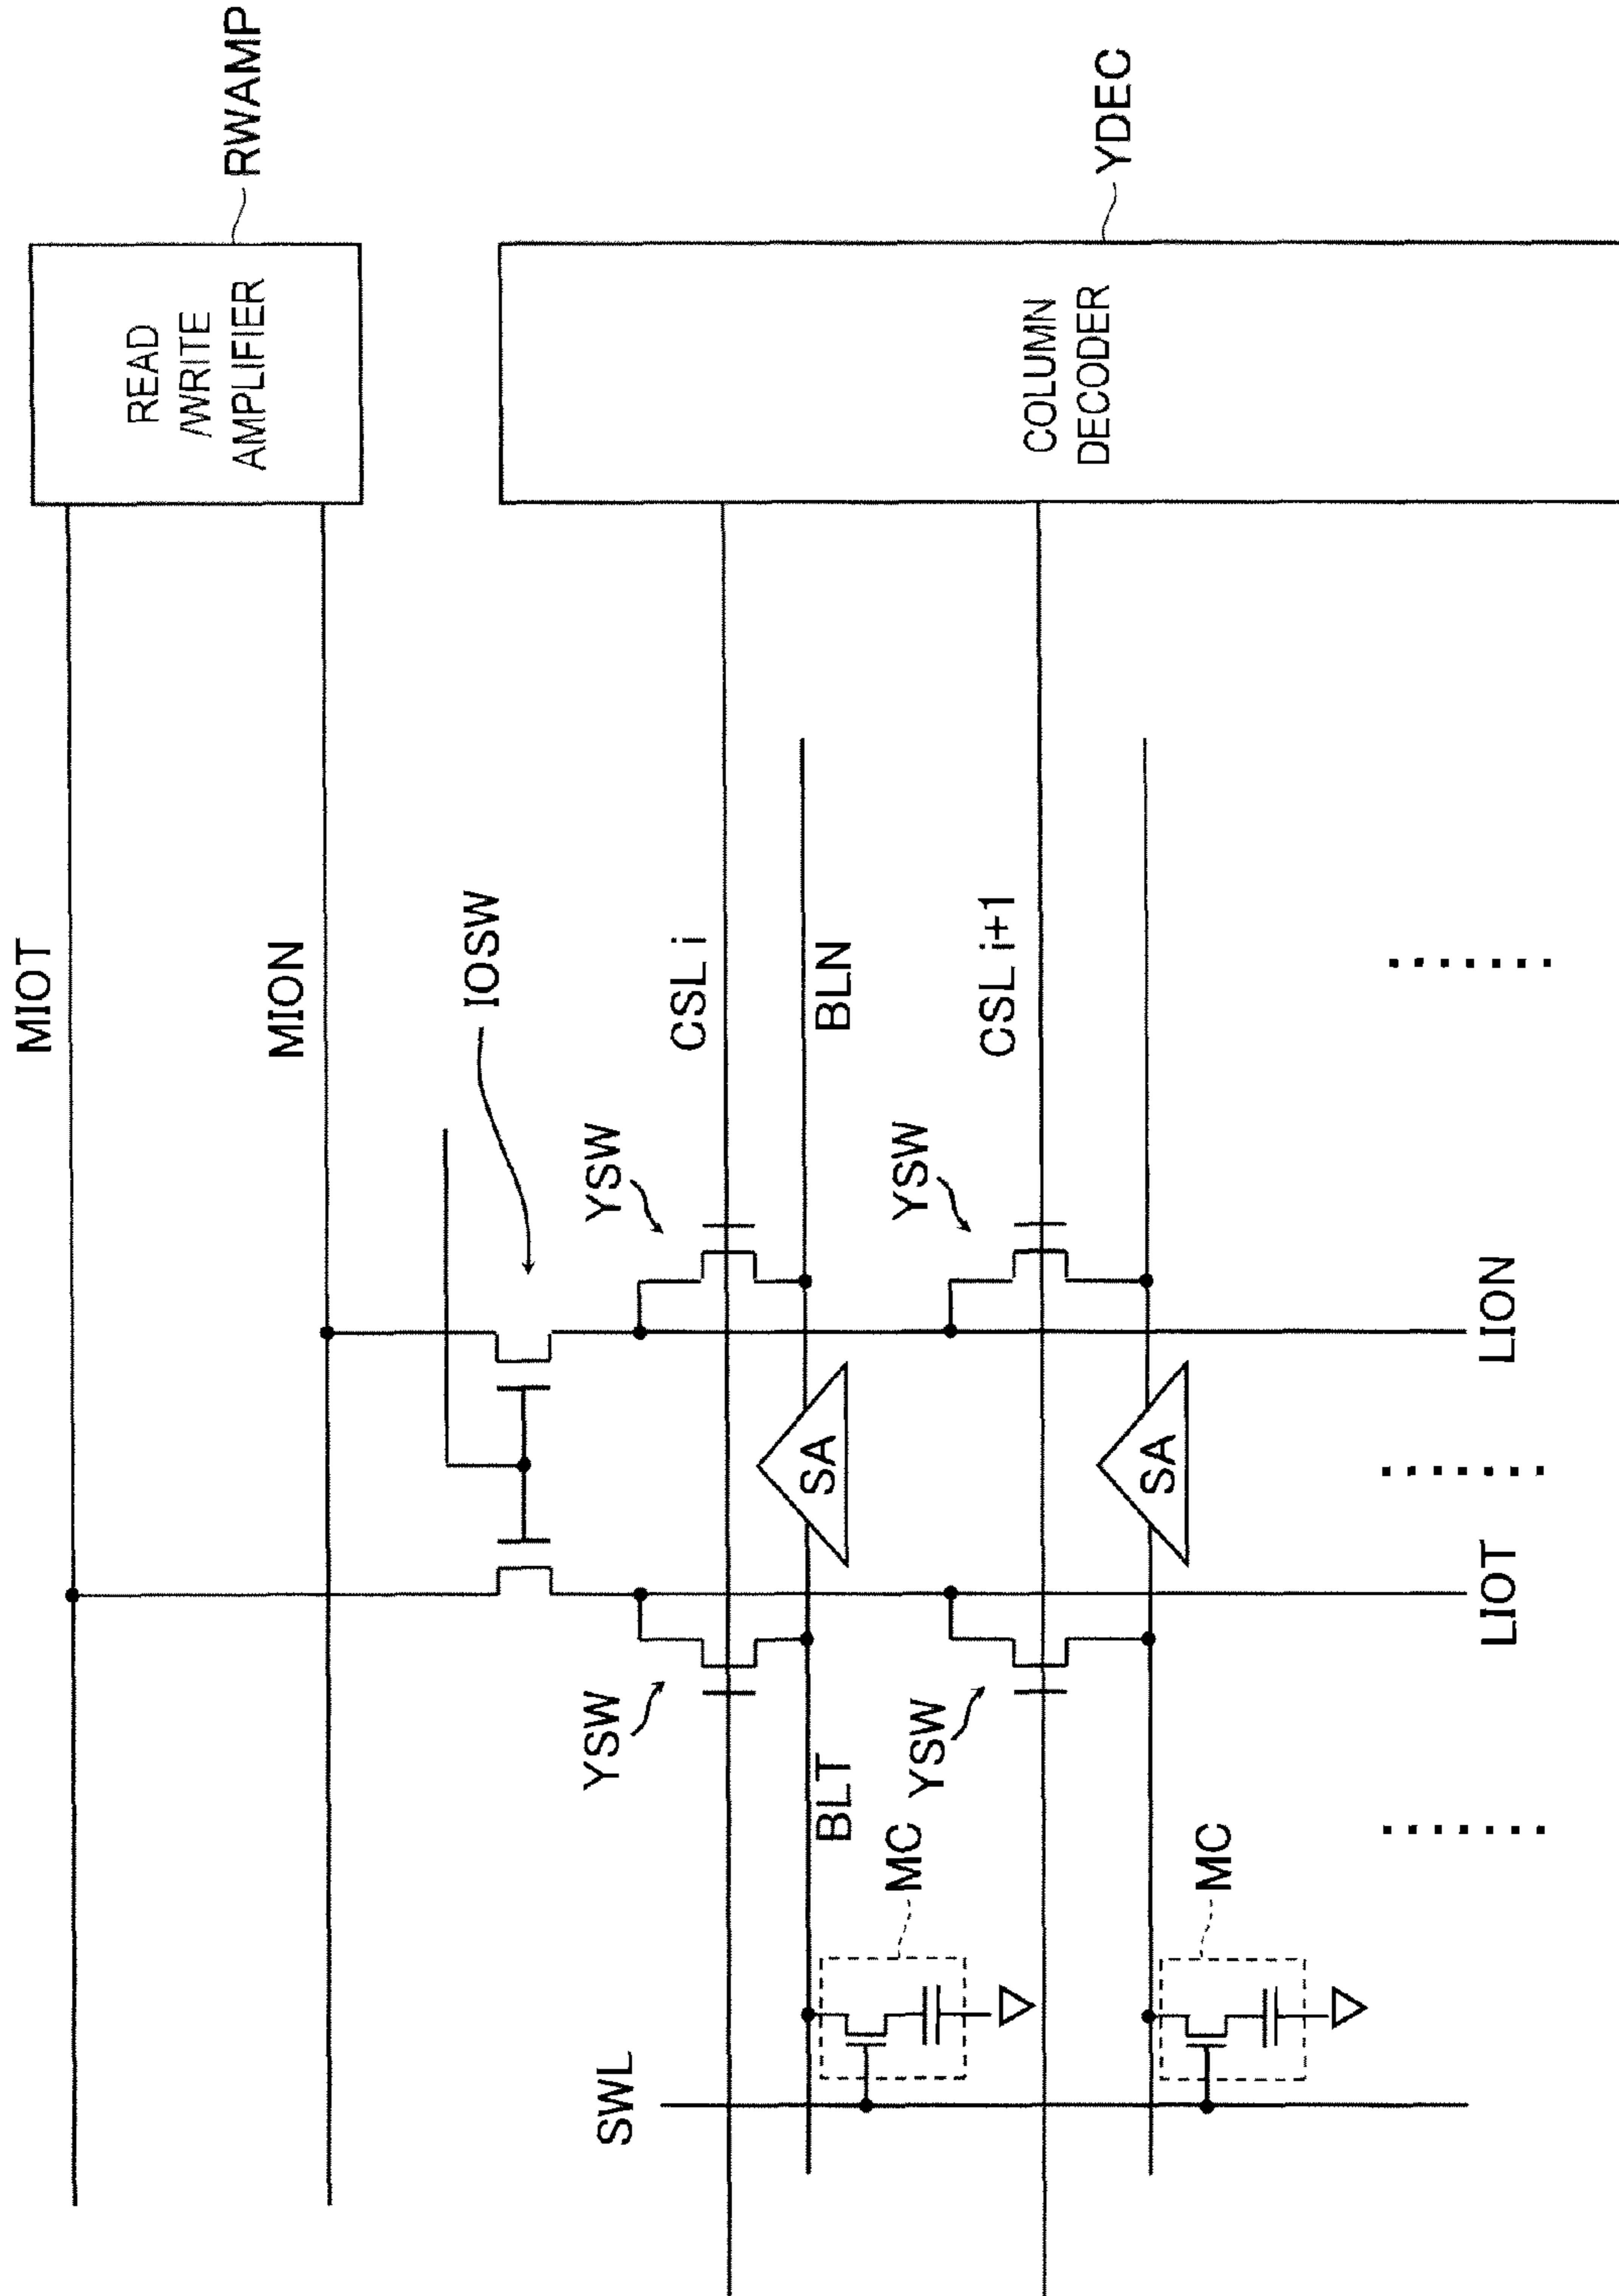 MIOT
MION
READ
/WRITE
AMPLIFIER
RWAMP
IOSW
YSW
YSW
CSL i
BLT
SA
BLN
COLUMN
DECODER
YDEC
SWL
MC
YSW
YSW
CSL i+1
SA
MC
LIOT
LION